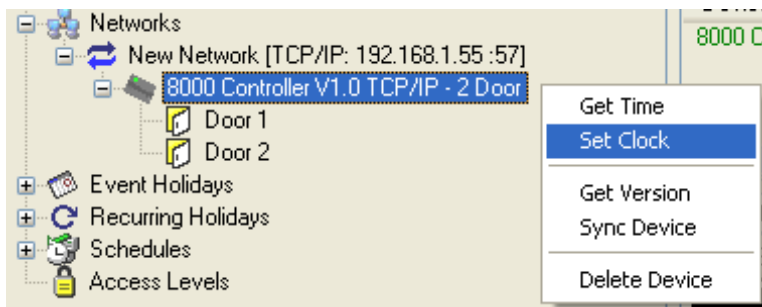 Networks
New Network [TCP/IP: 192.168.1.55 :57]
8000 Controller V1.0 TCP/IP - 2 Door
Door 1
Door 2
Event Holidays
Recurring Holidays
Schedules
Access Levels
8000 C
Get Time
Set Clock
Get Version
Sync Device
Delete Device